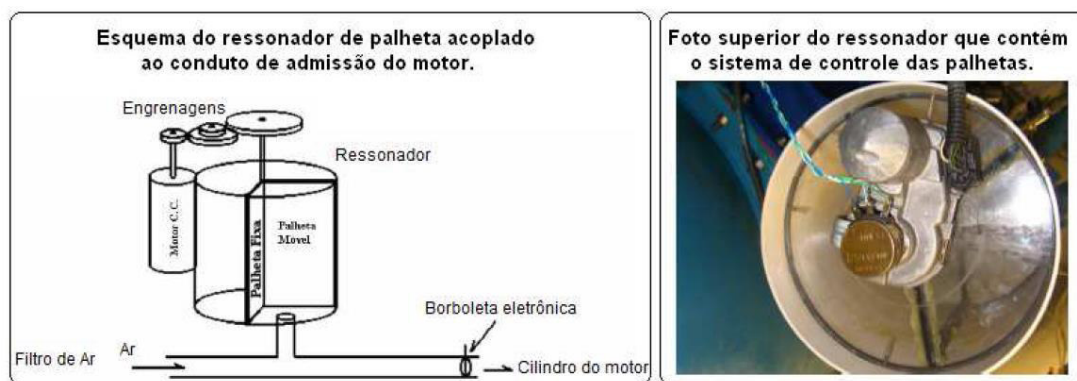 Esquema do ressonador de palheta acoplado
ao conduto de admissão do motor.
Engrenagens
Ressonador
Motor C.C.
Palheta Fixa
Palheta
Movel
Borboleta eletrônica
Filtro de Ar
Ar
Cilindro do motor
Foto superior do ressonador que contém
o sistema de controle das palhetas.